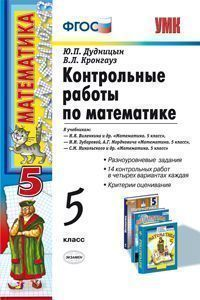 ФГОС
УМК
Ю.П. Дудницын
В.Л. Кронгауз
Контрольные
работы по
математике
К учебникам:
Н.Я. Виленкина и др. «Математика. 5 класс»,
И.И. Зубаревой, А.Г. Мордковича «Математика. 5 класс»,
С.М. Никольского и др. «Математика. 5 класс»
• Разноуровневые задания
• 14 контрольных работ
в четырех вариантах каждая
• Критерии оценивания
5
класс
МАТЕМАТИКА
5
ЭКЗАМЕН